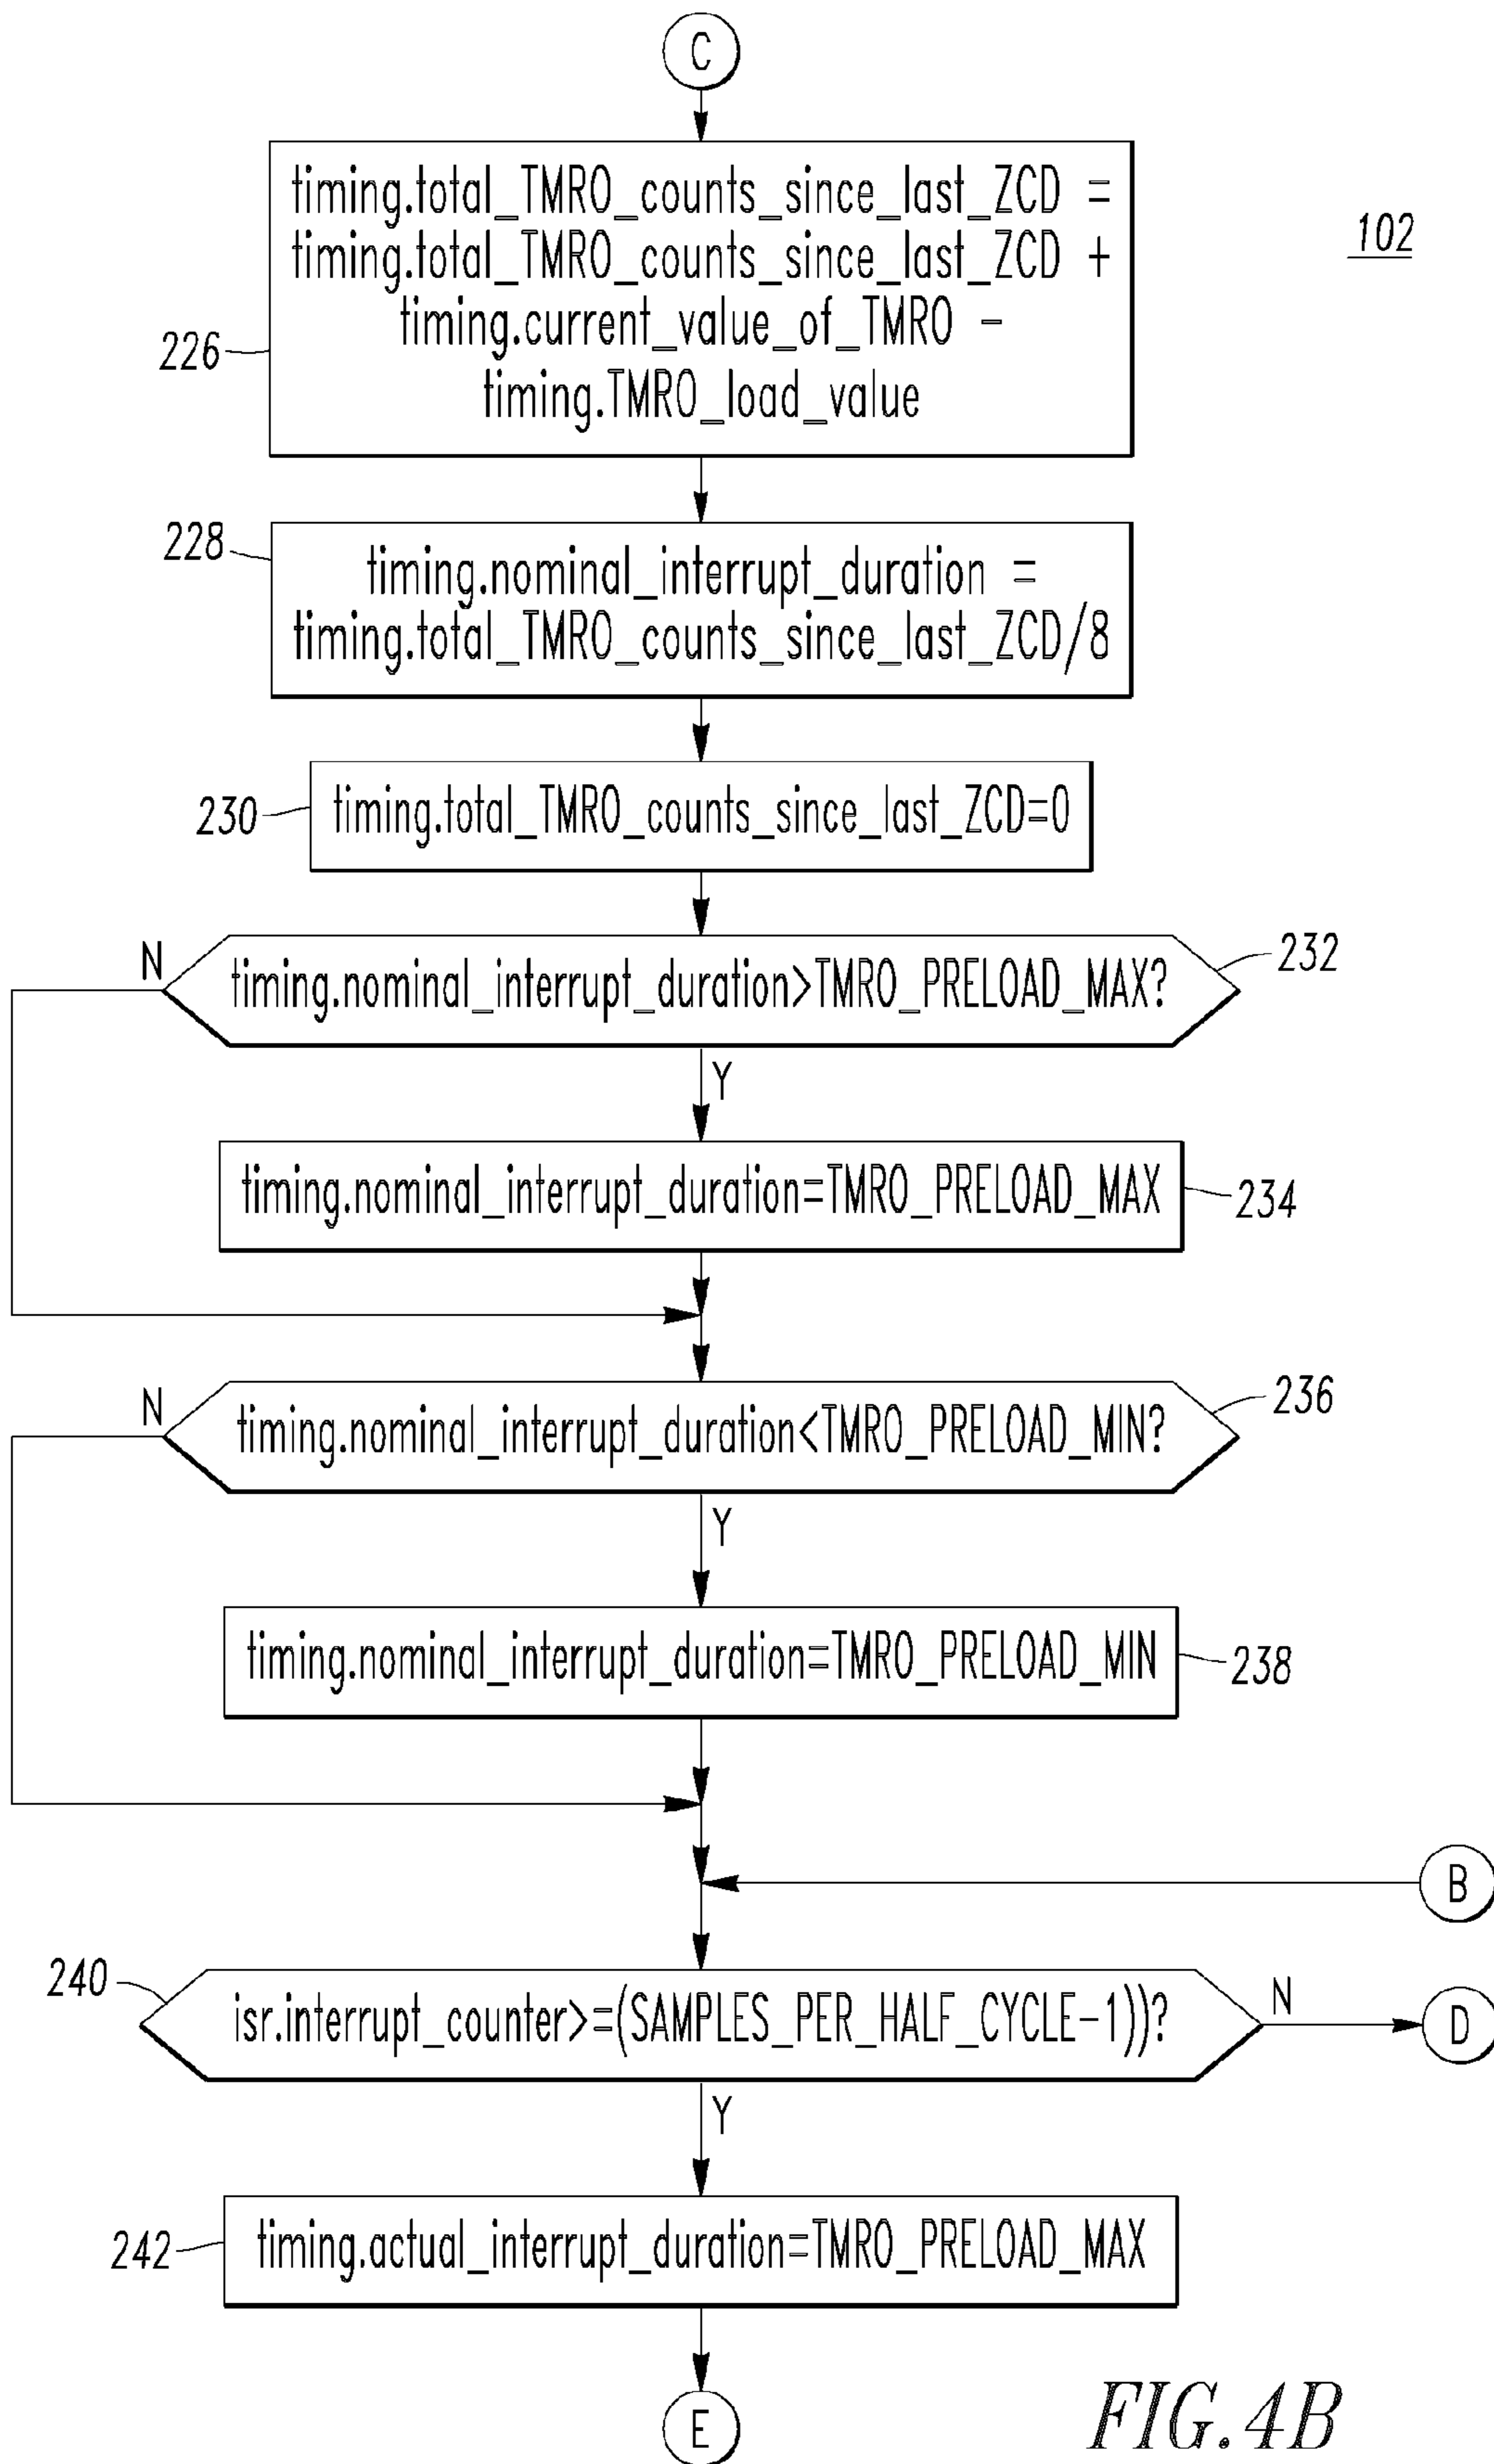 C
timing.total_TMR0_counts_since_last_ZCD =
timing.total_TMR0_counts_since_last_ZCD +
timing.current_value_of_TMR0 -
timing.TMR0_load_value
102
226
228
timing.nominal_interrupt_duration =
timing.total_TMR0_counts_since_last_ZCD/8
230
timing.total_TMR0_counts_since_last_ZCD=0
N
timing.nominal_interrupt_duration>TMR0_PRELOAD_MAX?
232
Y
timing.nominal_interrupt_duration=TMR0_PRELOAD_MAX
234
N
timing.nominal_interrupt_duration<TMR0_PRELOAD_MIN?
236
Y
timing.nominal_interrupt_duration=TMR0_PRELOAD_MIN
238
B
240
isr.interrupt_counter>=(SAMPLES_PER_HALF_CYCLE-1))?
N
D
Y
242
timing.actual_interrupt_duration=TMR0_PRELOAD_MAX
E
FIG.4B